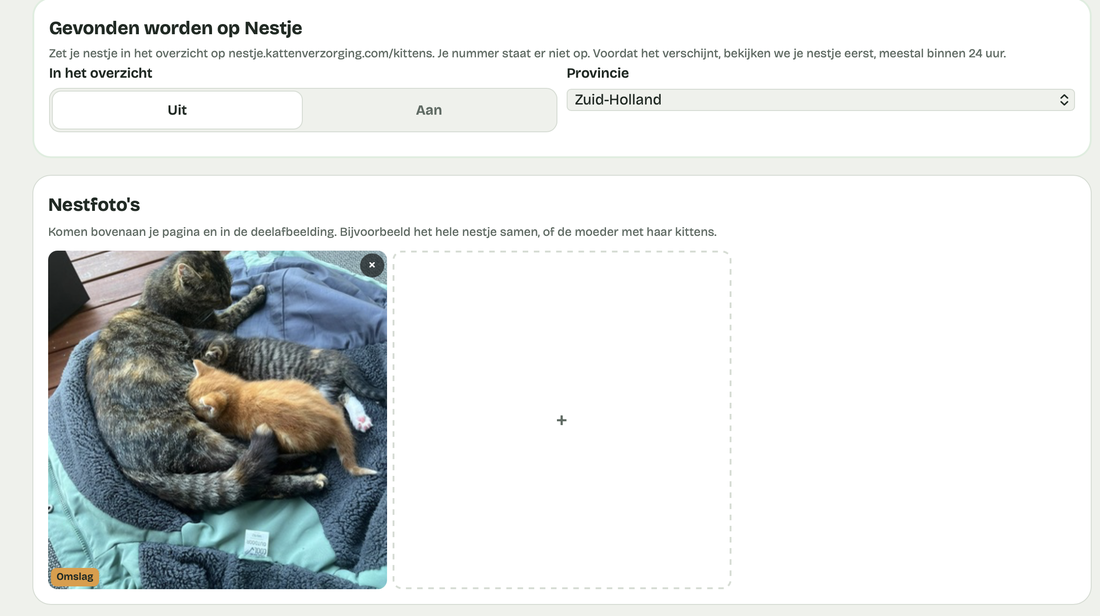 Gevonden worden op Nestje
Zet je nestje in het overzicht op nestje.kattenverzorging.com/kittens. Je nummer staat er niet op. Voordat het verschijnt, bekijken we je nestje eerst, meestal binnen 24 uur.
In het overzicht
Provincie
Uit
Aan
Zuid-Holland
Nestfoto's
Komen bovenaan je pagina en in de deelafbeelding. Bijvoorbeeld het hele nestje samen, of de moeder met haar kittens.
×
+
Omslag